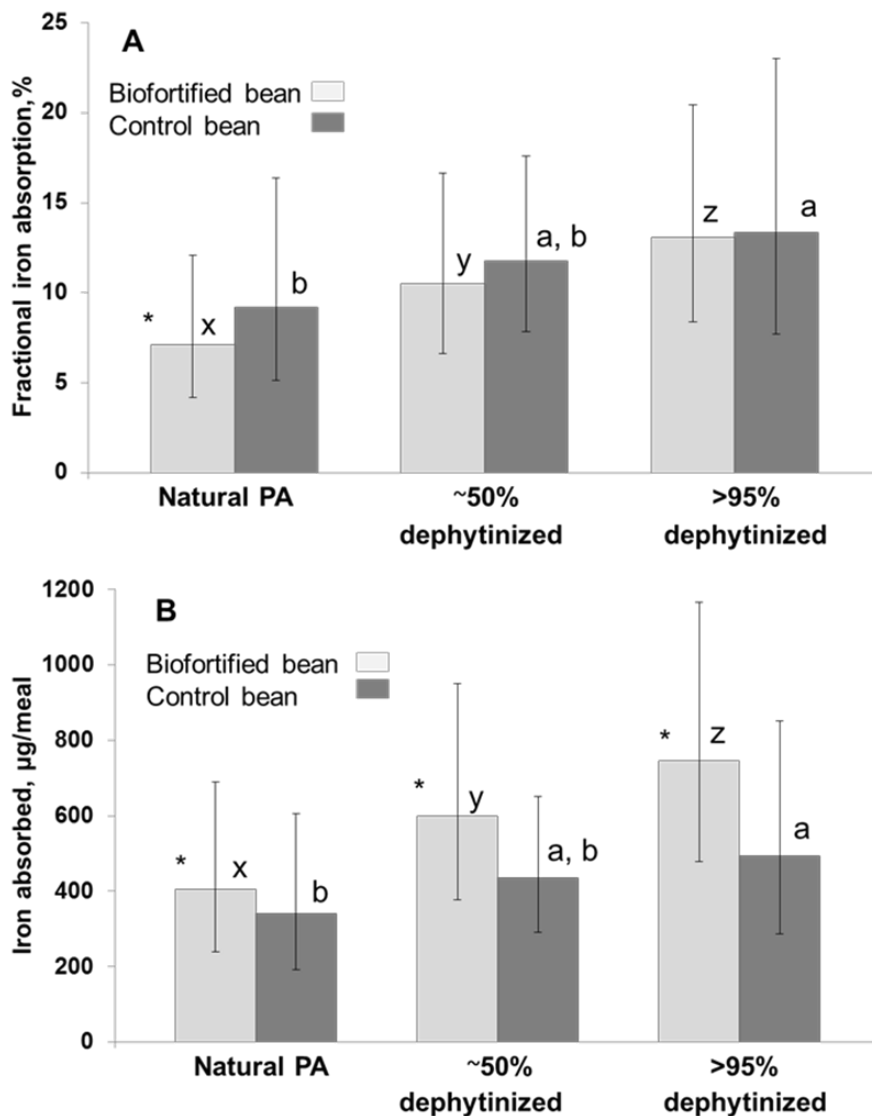 A
Biofortified bean
Control bean
Fractional iron absorption,%
25
20
15
10
5
0
*
x
b
y
a, b
z
a
Natural PA
~50%
dephytinized
>95%
dephytinized
B
Biofortified bean
Control bean
Iron absorbed, µg/meal
1200
1000
800
600
400
200
0
*
x
b
*
y
a, b
*
z
a
Natural PA
~50%
dephytinized
>95%
dephytinized